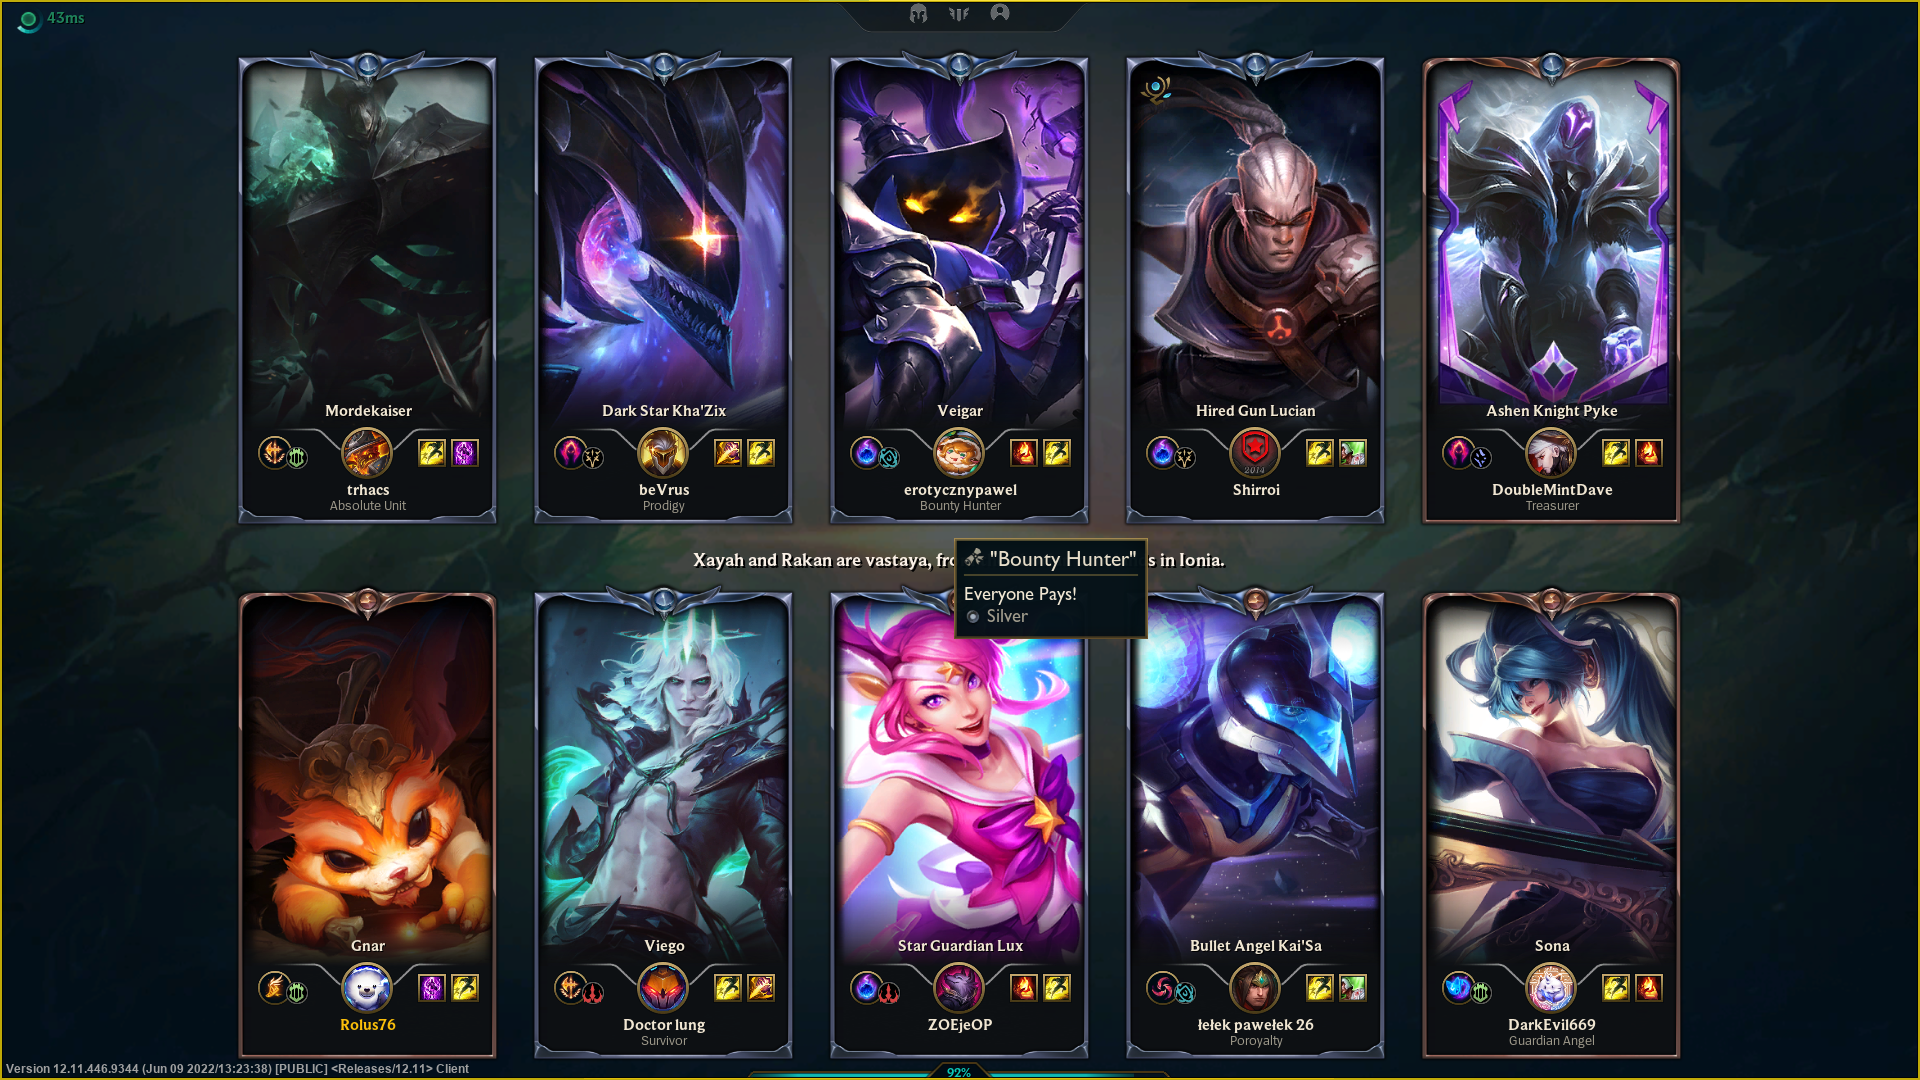 43ms
Mordekaiser
trhacs
Absolute Unit
Dark Star Kha'Zix
beVrus
Prodigy
Veigar
erotycznypawel
Bounty Hunter
Hired Gun Lucian
2014
Shirroi
Ashen Knight Pyke
DoubleMintDave
Treasurer
Xayah and Rakan are vastaya, fro
s in Ionia.
"Bounty Hunter"
Everyone Pays!
Silver
Gnar
Rolus76
Viego
Doctor lung
Survivor
Star Guardian Lux
ZOEjeOP
Bullet Angel Kai'Sa
łełek pawełek 26
Poroyalty
Sona
DarkEvil669
Guardian Angel
Version 12.11.446.9344 (Jun 09 2022/13:23:38) [PUBLIC] <Releases/12.11> Client
92%